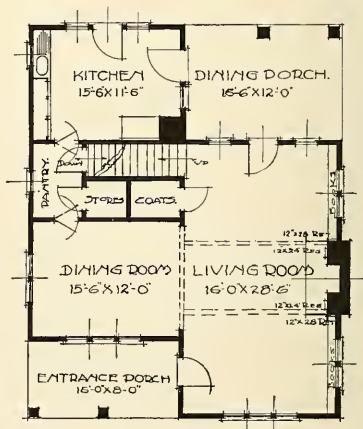 KITCHEN
15'-6"X11'-6"
DINING PORCH.
15'-6"X12'-0"
PANTRY.
DOWN
UP
STORES
COATS.
BOOKS
DINING ROOM
15'-6"X12'-0"
LIVING ROOM
16'-0"X28'-6"
ENTRANCE PORCH
16'-0"X8'-0"
BOOKS